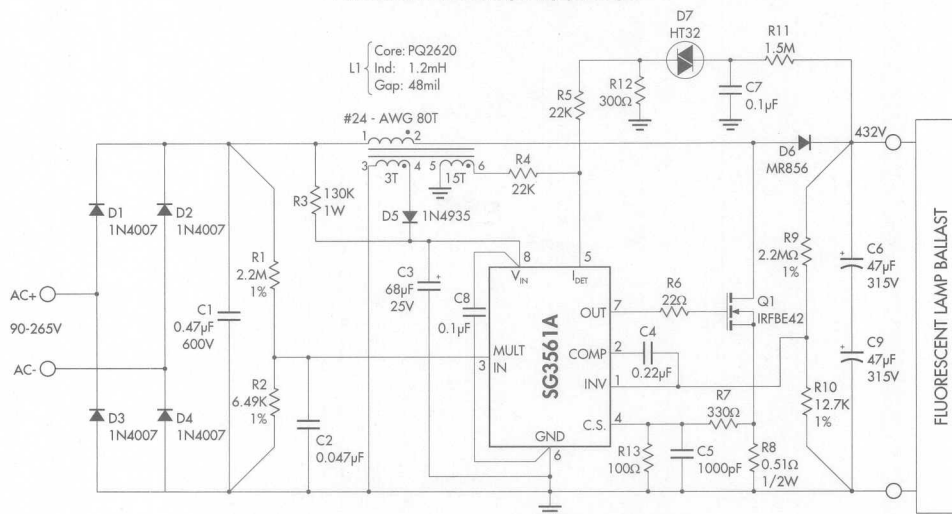 D7
HT32
R11
1.5M
L1
Core: PQ2620
Ind: 1.2mH
Gap: 48mil
R12
300Ω
C7
0.1µF
R5
22K
#24 - AWG 80T
1
2
432V
D6
MR856
3
3T
4
5
15T
6
R4
22K
R3
130K
1W
D1
1N4007
D2
1N4007
D5
1N4935
R1
2.2M
1%
R9
2.2MΩ
1%
C6
47µF
315V
+
8
VIN
5
IDET
C3
68µF
25V
+
C8
0.1µF
AC+
90-265V
AC-
C1
0.47µF
600V
SG3561A
OUT
7
R6
22Ω
Q1
IRFBE42
MULT
IN
3
COMP
2
C4
0.22µF
INV
1
C9
47µF
315V
+
R2
6.49K
1%
R10
12.7K
1%
D3
1N4007
D4
1N4007
C2
0.047µF
C.S.
4
R7
330Ω
GND
6
R13
100Ω
C5
1000pF
R8
0.51Ω
1/2W
FLUORESCENT LAMP BALLAST